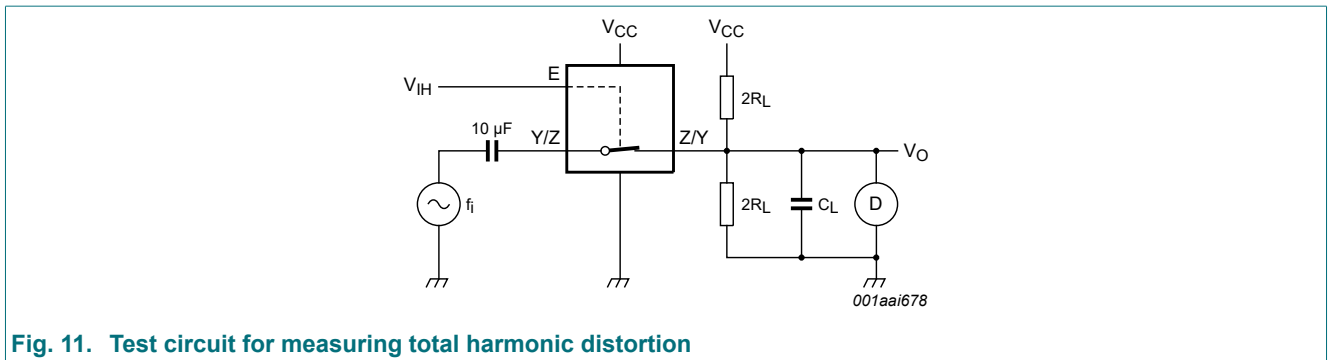 VCC
VCC
E
2RL
VIH
10 µF
Y/Z
Z/Y
VO
fi
2RL
CL
D
001aai678
Fig. 11. Test circuit for measuring total harmonic distortion